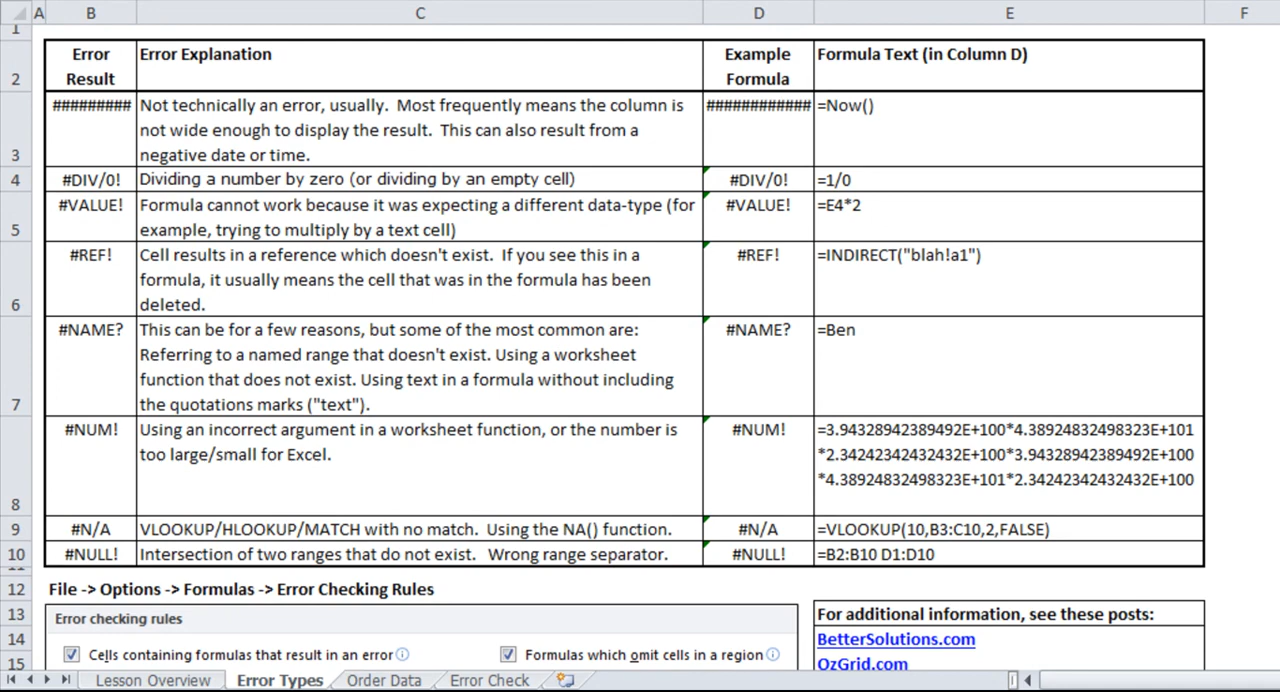 A B C D E F
1
Error Error Explanation Example Formula Text (in Column D)
2 Result Formula
######### Not technically an error, usually.  Most frequently means the column is ############ =Now()
not wide enough to display the result.  This can also result from a
3 negative date or time.
4 #DIV/0! Dividing a number by zero (or dividing by an empty cell) #DIV/0! =1/0
#VALUE! Formula cannot work because it was expecting a different data-type (for #VALUE! =E4*2
5 example, trying to multiply by a text cell)
#REF! Cell results in a reference which doesn't exist.  If you see this in a #REF! =INDIRECT("blah!a1")
formula, it usually means the cell that was in the formula has been
6 deleted.
#NAME? This can be for a few reasons, but some of the most common are: #NAME? =Ben
Referring to a named range that doesn't exist. Using a worksheet
function that does not exist. Using text in a formula without including
7 the quotations marks ("text").
#NUM! Using an incorrect argument in a worksheet function, or the number is #NUM! =3.94328942389492E+100*4.38924832498323E+101
too large/small for Excel. *2.34242342432432E+100*3.94328942389492E+100
*4.38924832498323E+101*2.34242342432432E+100
8
9 #N/A VLOOKUP/HLOOKUP/MATCH with no match.  Using the NA() function. #N/A =VLOOKUP(10,B3:C10,2,FALSE)
10 #NULL! Intersection of two ranges that do not exist.   Wrong range separator. #NULL! =B2:B10 D1:D10
11
12 File -> Options -> Formulas -> Error Checking Rules
13 Error checking rules For additional information, see these posts:
14 Cells containing formulas that result in an error Formulas which omit cells in a region BetterSolutions.com
15 OzGrid.com
Lesson Overview Error Types Order Data Error Check